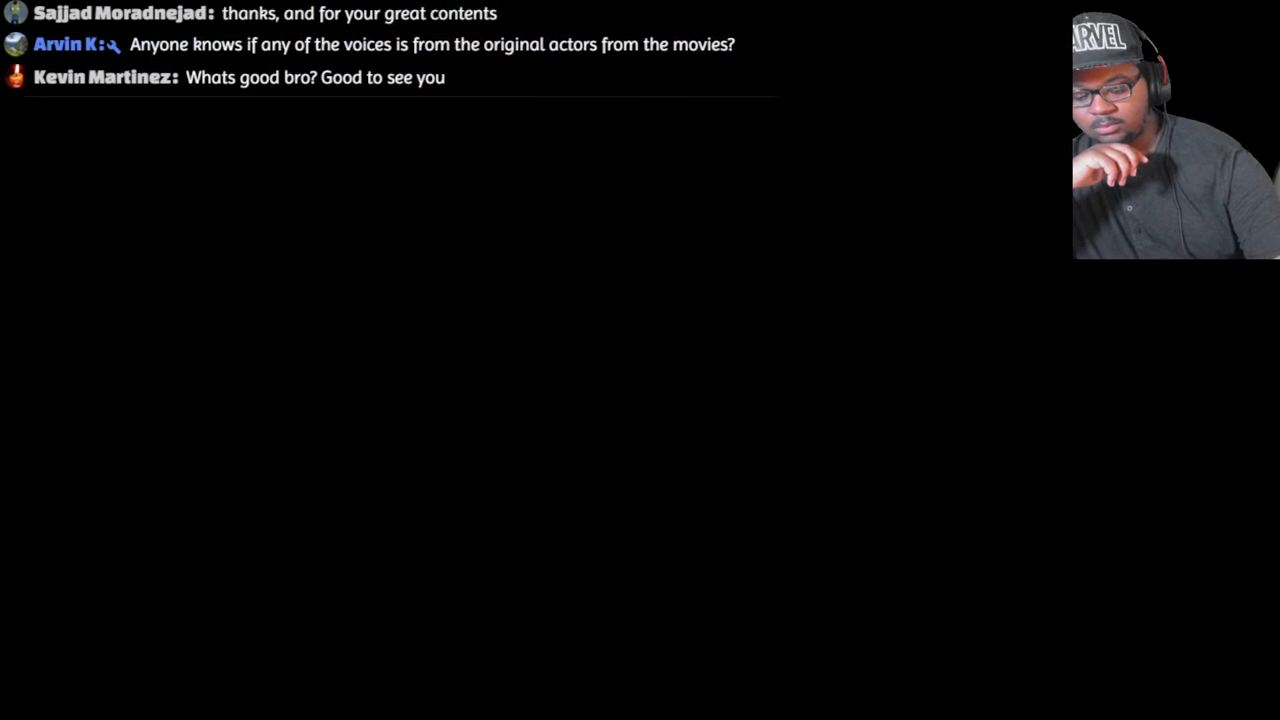 Sajjad Moradnejad: thanks, and for your great contents
Arvin K: Anyone knows if any of the voices is from the original actors from the movies?
Kevin Martinez: Whats good bro? Good to see you
ARVEL